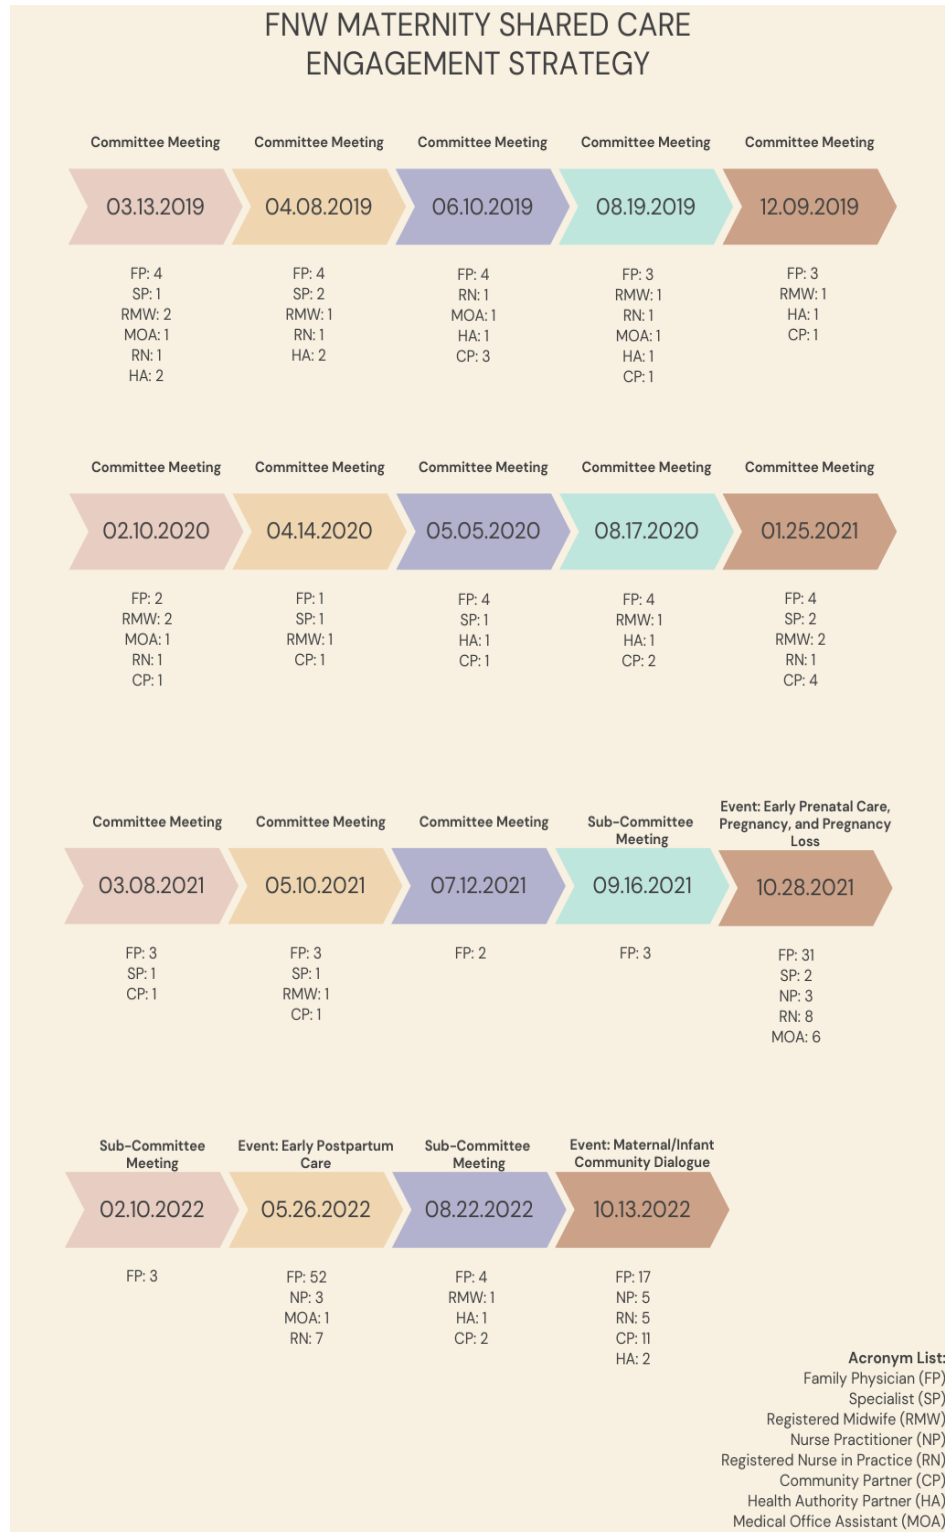 FNW MATERNITY SHARED CARE
ENGAGEMENT STRATEGY
Committee Meeting
03.13.2019
FP: 4
SP: 1
RMW: 2
MOA: 1
RN: 1
HA: 2
Committee Meeting
04.08.2019
FP: 4
SP: 2
RMW: 1
RN: 1
HA: 2
Committee Meeting
06.10.2019
FP: 4
RN: 1
MOA: 1
HA: 1
CP: 3
Committee Meeting
08.19.2019
FP: 3
RMW: 1
RN: 1
MOA: 1
HA: 1
CP: 1
Committee Meeting
12.09.2019
FP: 3
RMW: 1
HA: 1
CP: 1
Committee Meeting
02.10.2020
FP: 2
RMW: 2
MOA: 1
RN: 1
CP: 1
Committee Meeting
04.14.2020
FP: 1
SP: 1
RMW: 1
CP: 1
Committee Meeting
05.05.2020
FP: 4
SP: 1
HA: 1
CP: 1
Committee Meeting
08.17.2020
FP: 4
RMW: 1
HA: 1
CP: 2
Committee Meeting
01.25.2021
FP: 4
SP: 2
RMW: 2
RN: 1
CP: 4
Committee Meeting
03.08.2021
FP: 3
SP: 1
CP: 1
Committee Meeting
05.10.2021
FP: 3
SP: 1
RMW: 1
CP: 1
Committee Meeting
07.12.2021
FP: 2
Sub-Committee
Meeting
09.16.2021
FP: 3
Event: Early Prenatal Care,
Pregnancy, and Pregnancy
Loss
10.28.2021
FP: 31
SP: 2
NP: 3
RN: 8
MOA: 6
Sub-Committee
Meeting
02.10.2022
FP: 3
Event: Early Postpartum
Care
05.26.2022
FP: 52
NP: 3
MOA: 1
RN: 7
Sub-Committee
Meeting
08.22.2022
FP: 4
RMW: 1
HA: 1
CP: 2
Event: Maternal/Infant
Community Dialogue
10.13.2022
FP: 17
NP: 5
RN: 5
CP: 11
HA: 2
Acronym List:
Family Physician (FP)
Specialist (SP)
Registered Midwife (RMW)
Nurse Practitioner (NP)
Registered Nurse in Practice (RN)
Community Partner (CP)
Health Authority Partner (HA)
Medical Office Assistant (MOA)